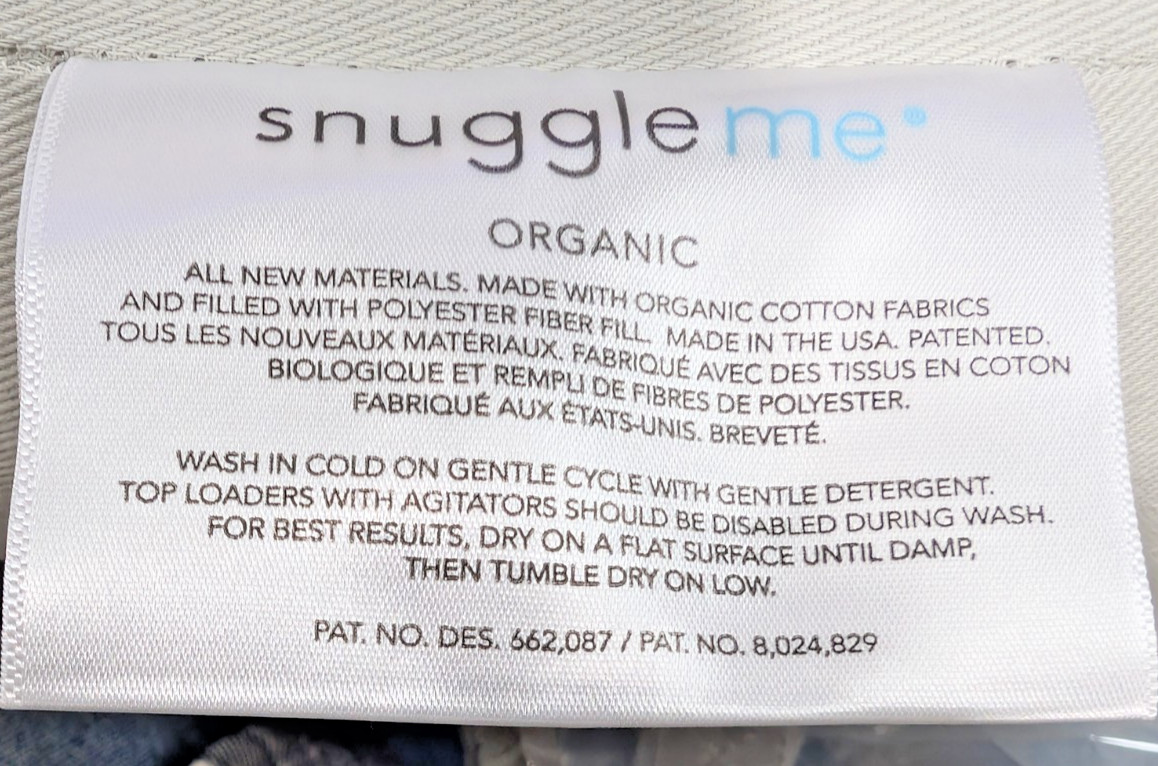 snuggle me®
ORGANIC
ALL NEW MATERIALS. MADE WITH ORGANIC COTTON FABRICS
AND FILLED WITH POLYESTER FIBER FILL. MADE IN THE USA. PATENTED.
TOUS LES NOUVEAUX MATÉRIAUX. FABRIQUÉ AVEC DES TISSUS EN COTON
BIOLOGIQUE ET REMPLI DE FIBRES DE POLYESTER.
FABRIQUÉ AUX ÉTATS-UNIS. BREVETÉ.
WASH IN COLD ON GENTLE CYCLE WITH GENTLE DETERGENT.
TOP LOADERS WITH AGITATORS SHOULD BE DISABLED DURING WASH.
FOR BEST RESULTS, DRY ON A FLAT SURFACE UNTIL DAMP,
THEN TUMBLE DRY ON LOW.
PAT. NO. DES. 662,087 / PAT. NO. 8,024,829